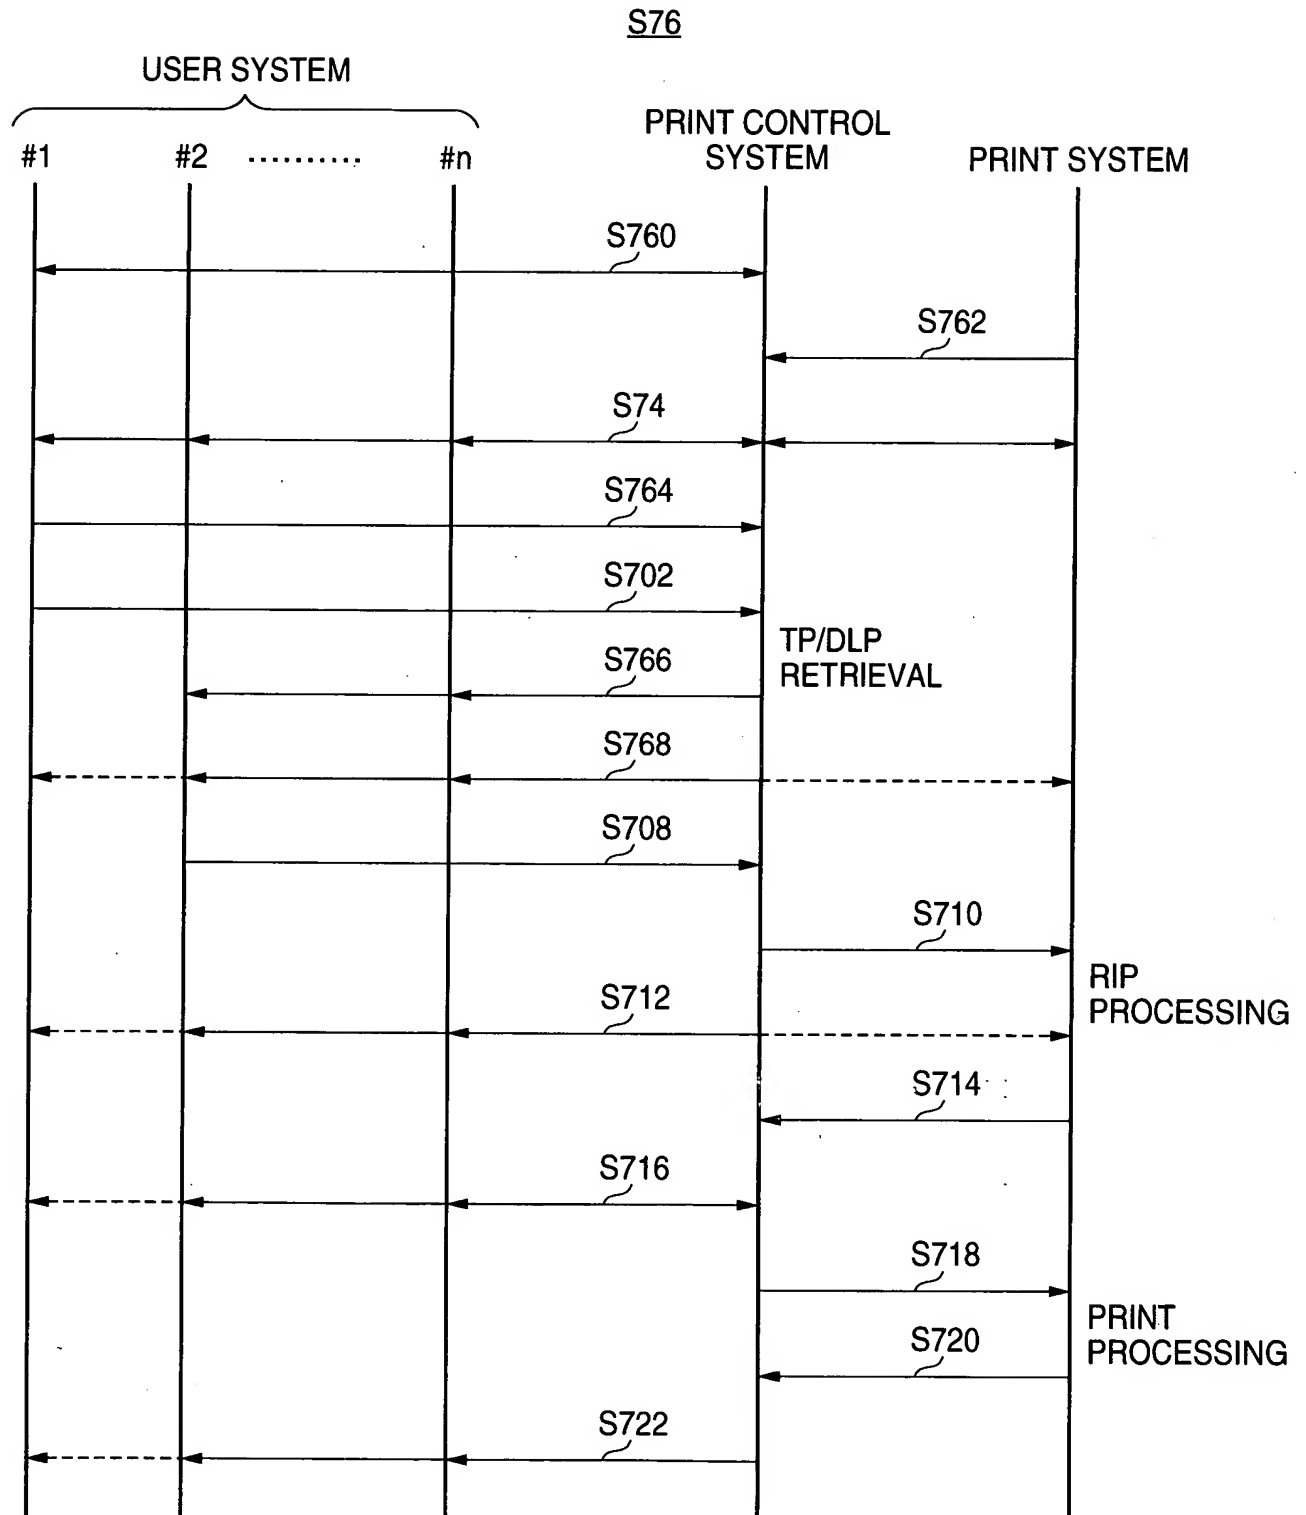 S76
USER SYSTEM
PRINT CONTROL
SYSTEM
PRINT SYSTEM
#1
#2 ...........
#n
S760
S762
S74
S764
S702
TP/DLP
RETRIEVAL
S766
S768
S708
S710
RIP
PROCESSING
S712
S714
S716
S718
PRINT
PROCESSING
S720
S722